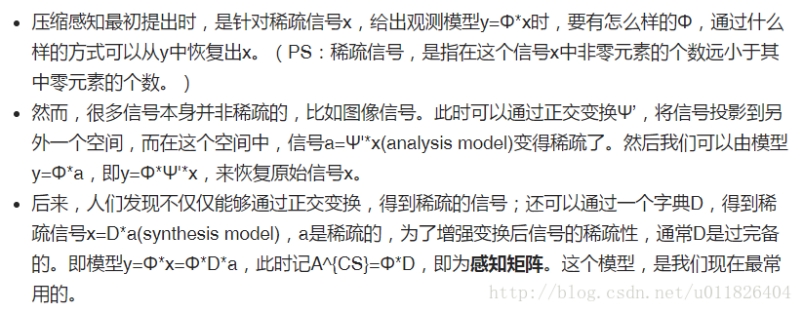 • 压缩感知最初提出时，是针对稀疏信号x，给出观测模型y=Φ*x时，要有怎么样的Φ，通过什么
样的方式可以从y中恢复出x。（PS：稀疏信号，是指在这个信号x中非零元素的个数远小于其
中零元素的个数。）
• 然而，很多信号本身并非稀疏的，比如图像信号。此时可以通过正交变换Ψ’，将信号投影到另
外一个空间，而在这个空间中，信号a=Ψ'*x(analysis model)变得稀疏了。然后我们可以由模型
y=Φ*a，即y=Φ*Ψ'*x，来恢复原始信号x。
• 后来，人们发现不仅仅能够通过正交变换，得到稀疏的信号；还可以通过一个字典D，得到稀
疏信号x=D*a(synthesis model)，a是稀疏的，为了增强变换后信号的稀疏性，通常D是过完备
的。即模型y=Φ*x=Φ*D*a，此时记A^{CS}=Φ*D，即为感知矩阵。这个模型，是我们现在最常
用的。
http://blog.csdn.net/u011826404